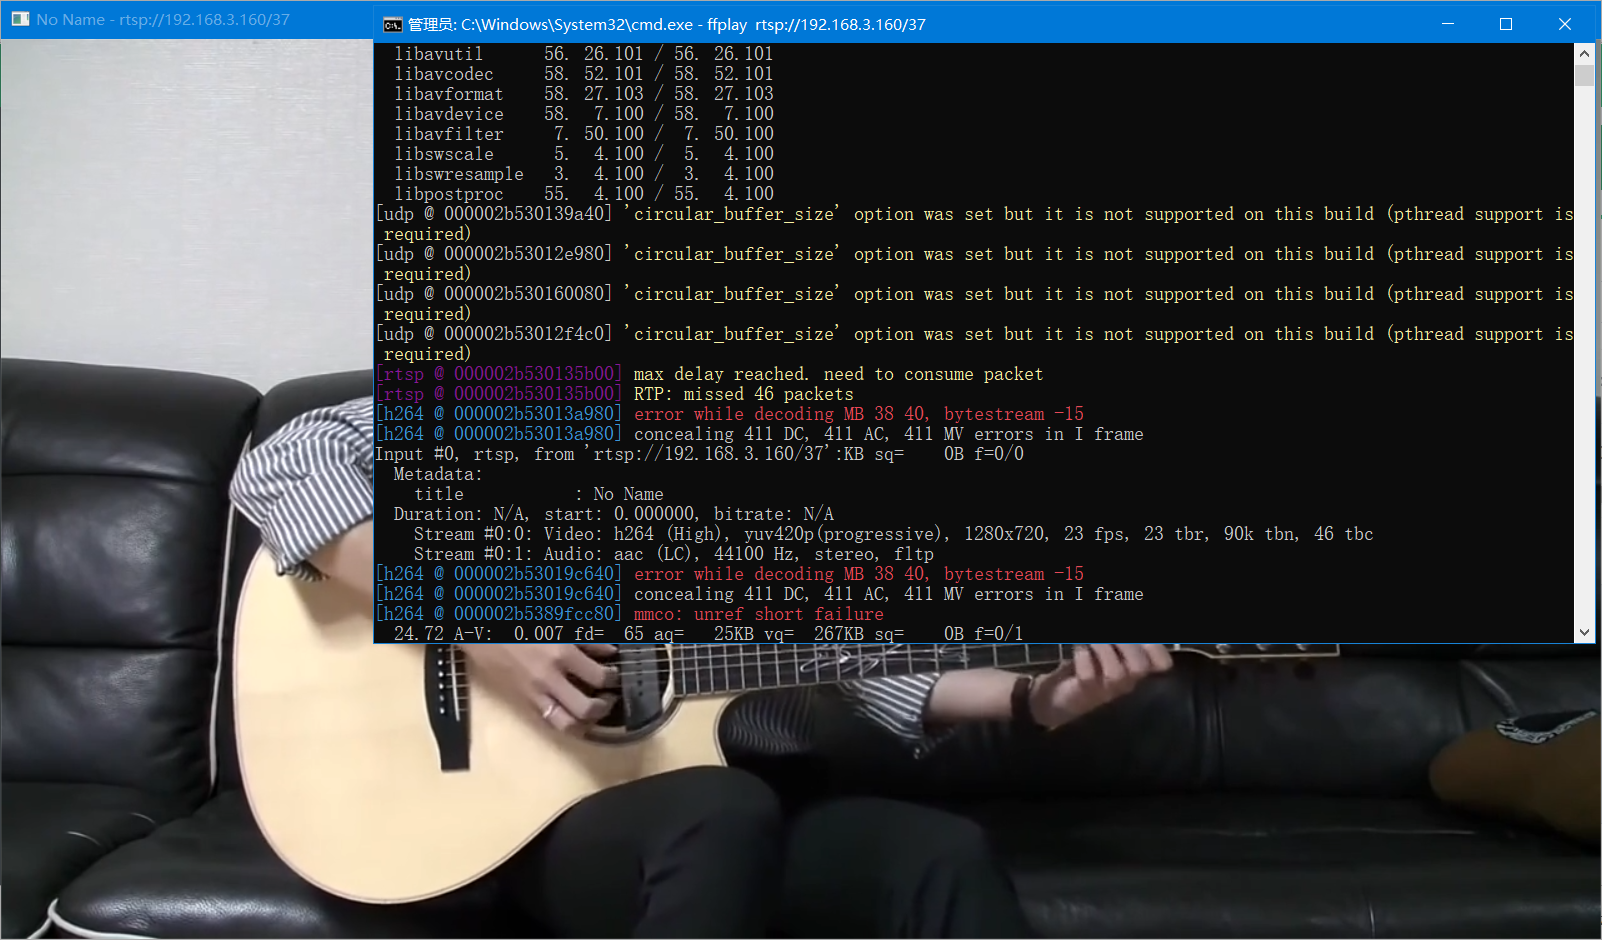 No Name - rtsp://192.168.3.160/37
管理员: C:\Windows\System32\cmd.exe - ffplay  rtsp://192.168.3.160/37
libavutil      56. 26.101 / 56. 26.101
libavcodec     58. 52.101 / 58. 52.101
libavformat    58. 27.103 / 58. 27.103
libavdevice    58.  7.100 / 58.  7.100
libavfilter     7. 50.100 /  7. 50.100
libswscale      5.  4.100 /  5.  4.100
libswresample   3.  4.100 /  3.  4.100
libpostproc    55.  4.100 / 55.  4.100
[udp @ 000002b530139a40] 'circular_buffer_size' option was set but it is not supported on this build (pthread support is
required)
[udp @ 000002b53012e980] 'circular_buffer_size' option was set but it is not supported on this build (pthread support is
required)
[udp @ 000002b530160080] 'circular_buffer_size' option was set but it is not supported on this build (pthread support is
required)
[udp @ 000002b53012f4c0] 'circular_buffer_size' option was set but it is not supported on this build (pthread support is
required)
[rtsp @ 000002b530135b00] max delay reached. need to consume packet
[rtsp @ 000002b530135b00] RTP: missed 46 packets
[h264 @ 000002b53013a980] error while decoding MB 38 40, bytestream -15
[h264 @ 000002b53013a980] concealing 411 DC, 411 AC, 411 MV errors in I frame
Input #0, rtsp, from 'rtsp://192.168.3.160/37':KB sq=    0B f=0/0
Metadata:
title           : No Name
Duration: N/A, start: 0.000000, bitrate: N/A
Stream #0:0: Video: h264 (High), yuv420p(progressive), 1280x720, 23 fps, 23 tbr, 90k tbn, 46 tbc
Stream #0:1: Audio: aac (LC), 44100 Hz, stereo, fltp
[h264 @ 000002b53019c640] error while decoding MB 38 40, bytestream -15
[h264 @ 000002b53019c640] concealing 411 DC, 411 AC, 411 MV errors in I frame
[h264 @ 000002b5389fcc80] mmco: unref short failure
24.72 A-V:  0.007 fd=  65 aq=   25KB vq=  267KB sq=    0B f=0/1